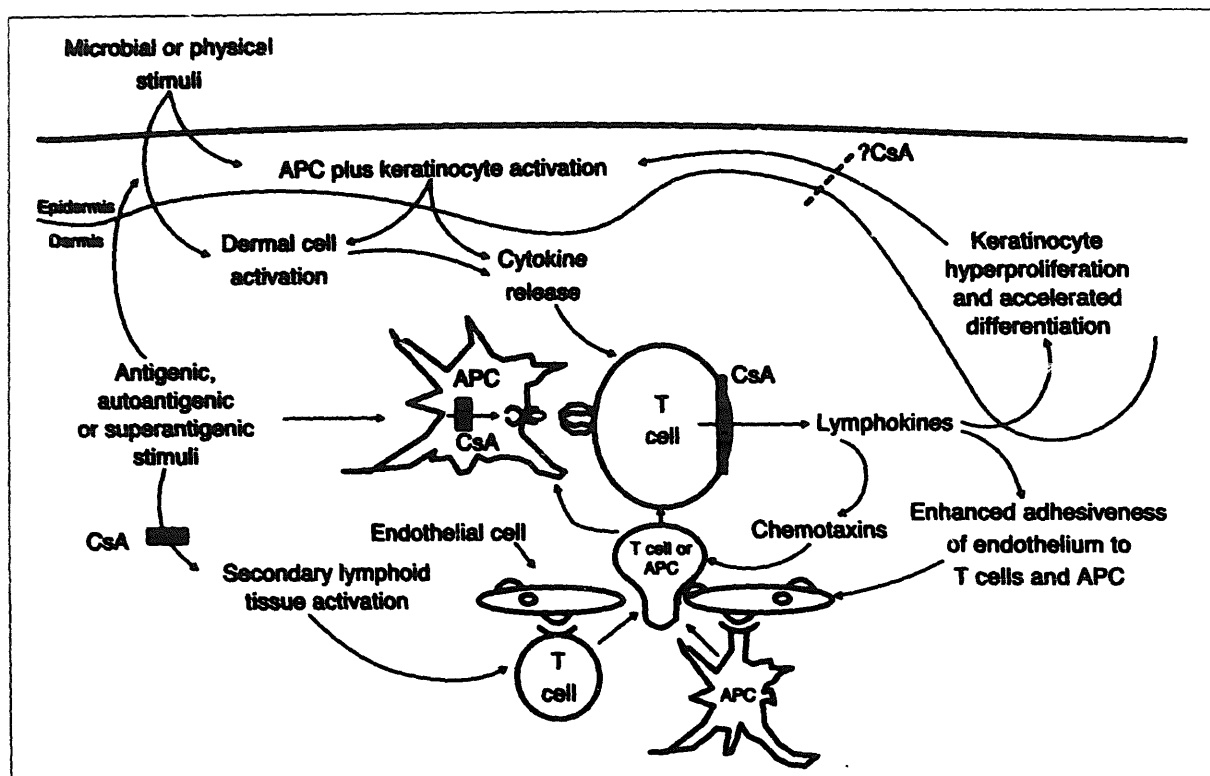 Microbial or physical
stimuli
?CsA
APC plus keratinocyte activation
Epidermis
Dermis
Dermal cell
activation
Cytokine
release
Keratinocyte
hyperproliferation
and accelerated
differentiation
Antigenic,
autoantigenic
or superantigenic
stimuli
APC
CsA
T
cell
CsA
Lymphokines
CsA
Endothelial cell
Chemotaxins
Enhanced adhesiveness
of endothelium to
T cells and APC
T cell or
APC
Secondary lymphoid
tissue activation
T
cell
APC